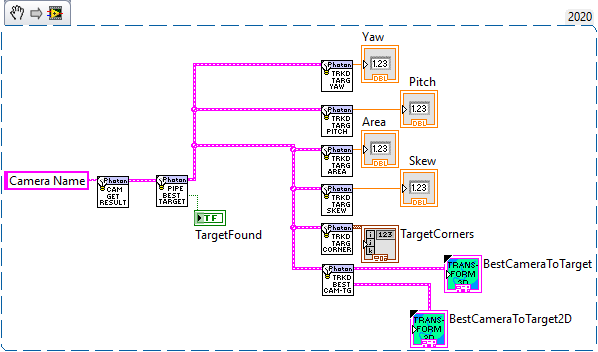 2020
Yaw
Photon
TRKD
TARG
YAW
1.23
DBL
Pitch
Photon
TRKD
TARG
PITCH
1.23
DBL
Area
Photon
TRKD
TARG
AREA
1.23
DBL
Camera Name
Photon
CAM
GET
RESULT
Photon
PIPE
BEST
TARGET
Skew
Photon
TRKD
TARG
SKEW
1.23
DBL
TF
TargetFound
Photon
TRKD
TARG
CORNER
i
j
k
123
TargetCorners
Photon
TRKD
BEST
CAM-TG
TRANS-
FORM
3D
BestCameraToTarget
TRANS-
FORM
3D
BestCameraToTarget2D